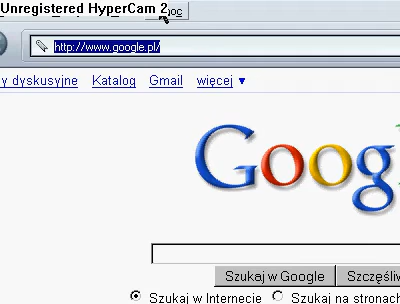 Unregistered HyperCam 2
http://www.google.pl/
y dyskusyjne Katalog Gmail więcej ▼
Goog
Szukaj w Google Szczęśliw
Szukaj w Internecie Szukaj na stronach